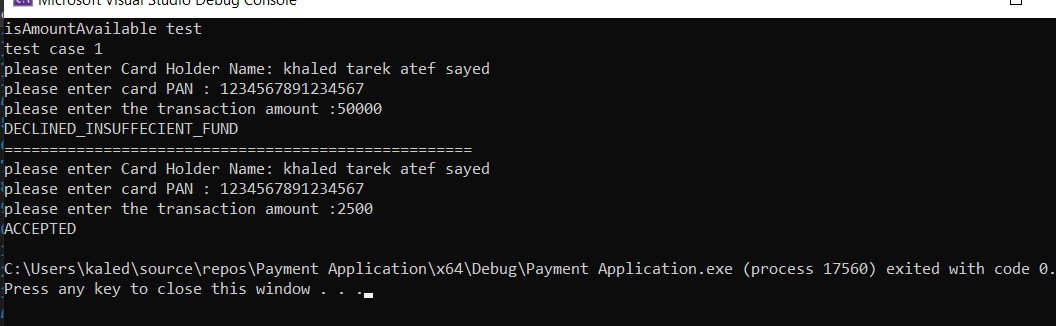 Microsoft Visual Studio Debug Console
isAmountAvailable test
test case 1
please enter Card Holder Name: khaled tarek atef sayed
please enter card PAN : 1234567891234567
please enter the transaction amount :50000
DECLINED_INSUFFECIENT_FUND
====================================================
please enter Card Holder Name: khaled tarek atef sayed
please enter card PAN : 1234567891234567
please enter the transaction amount :2500
ACCEPTED
C:\Users\kaled\source\repos\Payment Application\x64\Debug\Payment Application.exe (process 17560) exited with code 0.
Press any key to close this window . . .